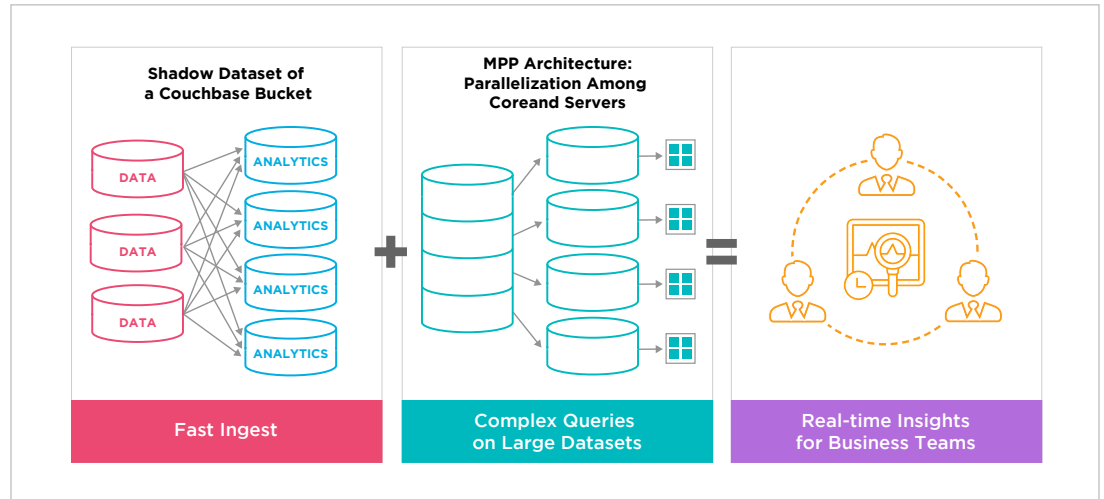 Shadow Dataset of
a Couchbase Bucket
DATA
DATA
DATA
ANALYTICS
ANALYTICS
ANALYTICS
ANALYTICS
Fast Ingest
MPP Architecture:
Parallelization Among
Coreand Servers
Complex Queries
on Large Datasets
Real-time Insights
for Business Teams